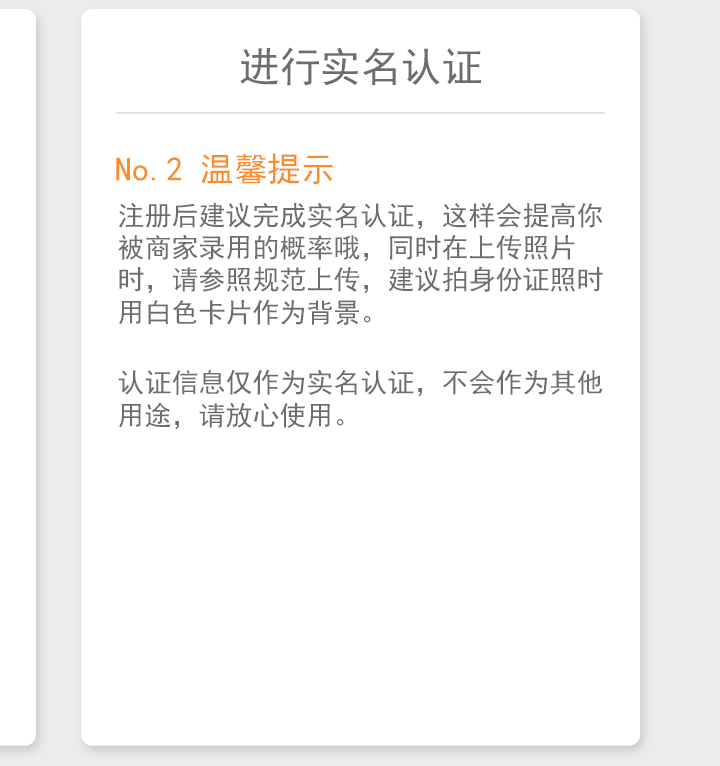 进行实名认证
No.2 温馨提示
注册后建议完成实名认证，这样会提高你
被商家录用的概率哦，同时在上传照片
时，请参照规范上传，建议拍身份证照时
用白色卡片作为背景。
认证信息仅作为实名认证，不会作为其他
用途，请放心使用。